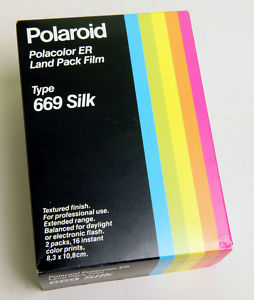 Polaroid
Polacolor ER
Land Pack Film
Type
669 Silk
Textured finish.
For professional use.
Extended range.
Balanced for daylight
or electronic flash.
2 packs, 16 instant
color prints.
8,3 x 10,8cm.
Polaroid Polacolor ER
669 Silk